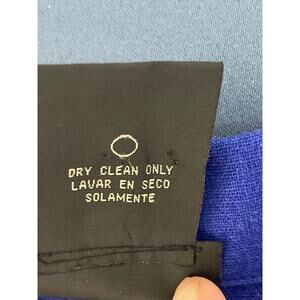 DRY CLEAN ONLY
LAVAR EN SECO
SOLAMENTE